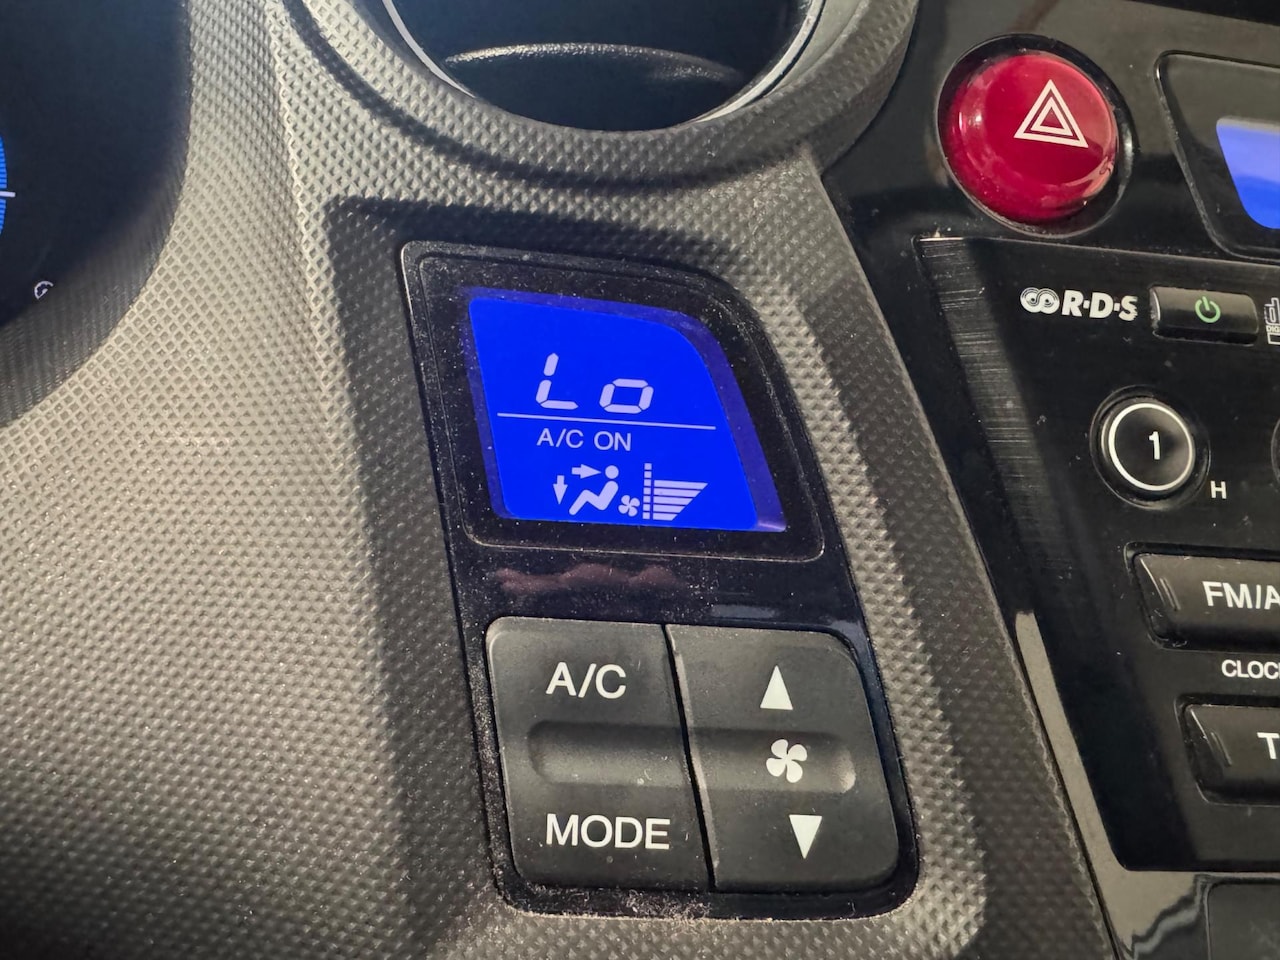 Lo
A/C ON
A/C
MODE
R·D·S
1
H
FM/A
CLOC
T